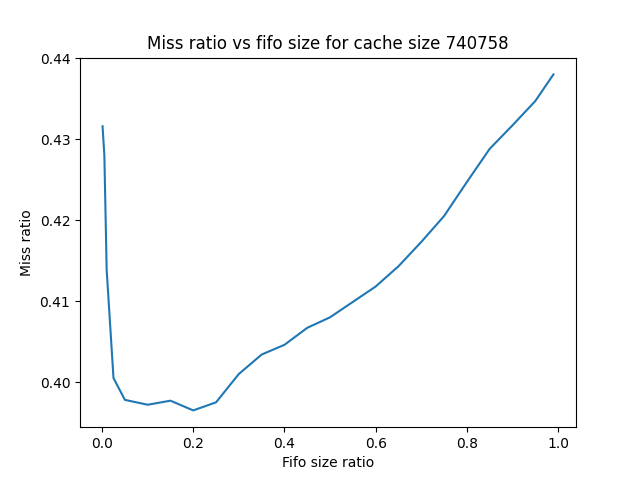 Miss ratio vs fifo size for cache size 740758
Miss ratio
0.44
0.43
0.42
0.41
0.40
0.0 0.2 0.4 0.6 0.8 1.0
Fifo size ratio